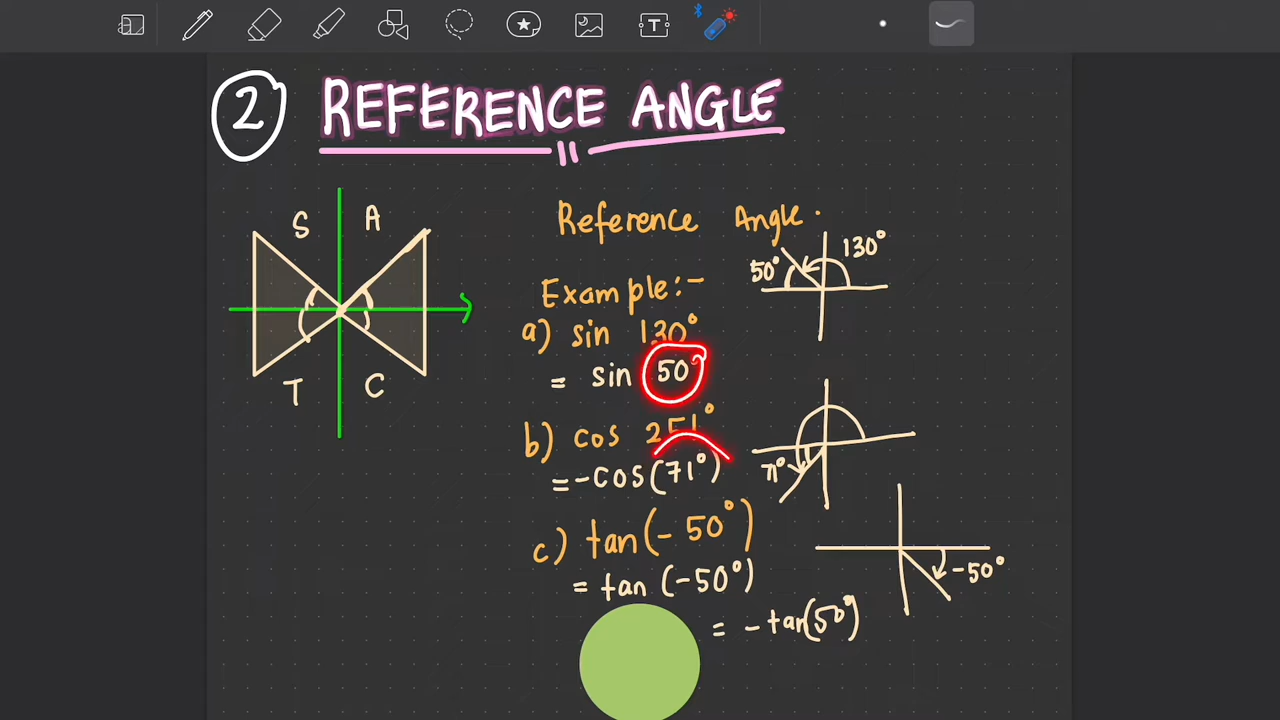 2 REFERENCE ANGLE
S A
T C
Reference Angle.
130°
50°
Example:-
a) sin 130°
= sin 50°
b) cos 251°
= -cos(71°)
71°
c) tan(-50°)
= tan (-50°)
-50°
= -tan(50°)
T